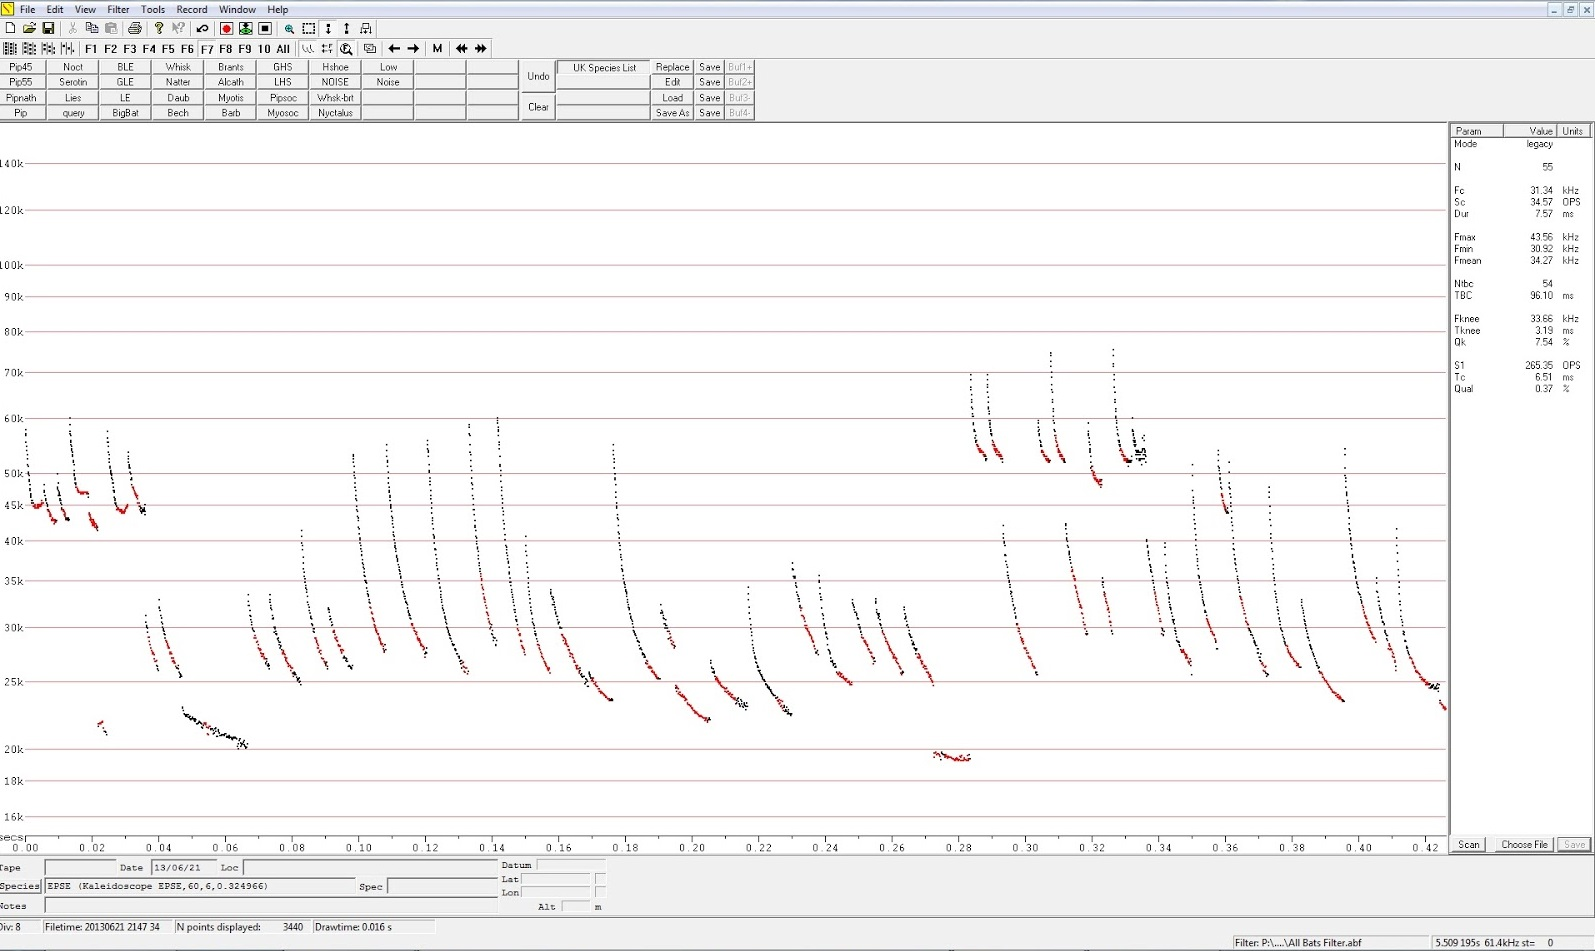 File Edit View Filter Tools Record Window Help
F1 F2 F3 F4 F5 F6 F7 F8 F9 10 All M
Pip45 Noct BLE Whisk Brants GHS Hshoe Low UK Species List Replace Save Buf1+
Undo
Pip55 Serotin GLE Natter Alcath LHS NOISE Noise Edit Save Buf2+
Pipnath Lies LE Daub Myotis Pipsoc Whsk-brt Load Save Buf3-
Clear
Pip query BigBat Bech Barb Myosoc Nyctalus Save As Save Buf4-
Param Value Units
Mode legacy
N 55
Fc 31.34 kHz
Sc 34.57 OPS
Dur 7.57 ms
Fmax 43.56 kHz
Fmin 30.92 kHz
Fmean 34.27 kHz
Ntbc 54
TBC 96.10 ms
Fknee 33.66 kHz
Tknee 3.19 ms
Qk 7.54 %
S1 265.35 OPS
Tc 6.51 ms
Qual 0.37 %
140k
120k
100k
90k
80k
70k
60k
50k
45k
40k
35k
30k
25k
20k
18k
16k
secs
0.00 0.02 0.04 0.06 0.08 0.10 0.12 0.14 0.16 0.18 0.20 0.22 0.24 0.26 0.28 0.30 0.32 0.34 0.36 0.38 0.40 0.42
Scan Choose File Save
Tape Date 13/06/21 Loc Datum
Lat
Species EPSE (Kaleidoscope EPSE,60,6,0.324966) Spec
Lon
Notes Alt m
Div: 8 Filetime: 20130621 2147 34 N points displayed: 3440 Drawtime: 0.016 s
Filter: P:\....\All Bats Filter.abf 5.509 195s 61.4kHz st= 0